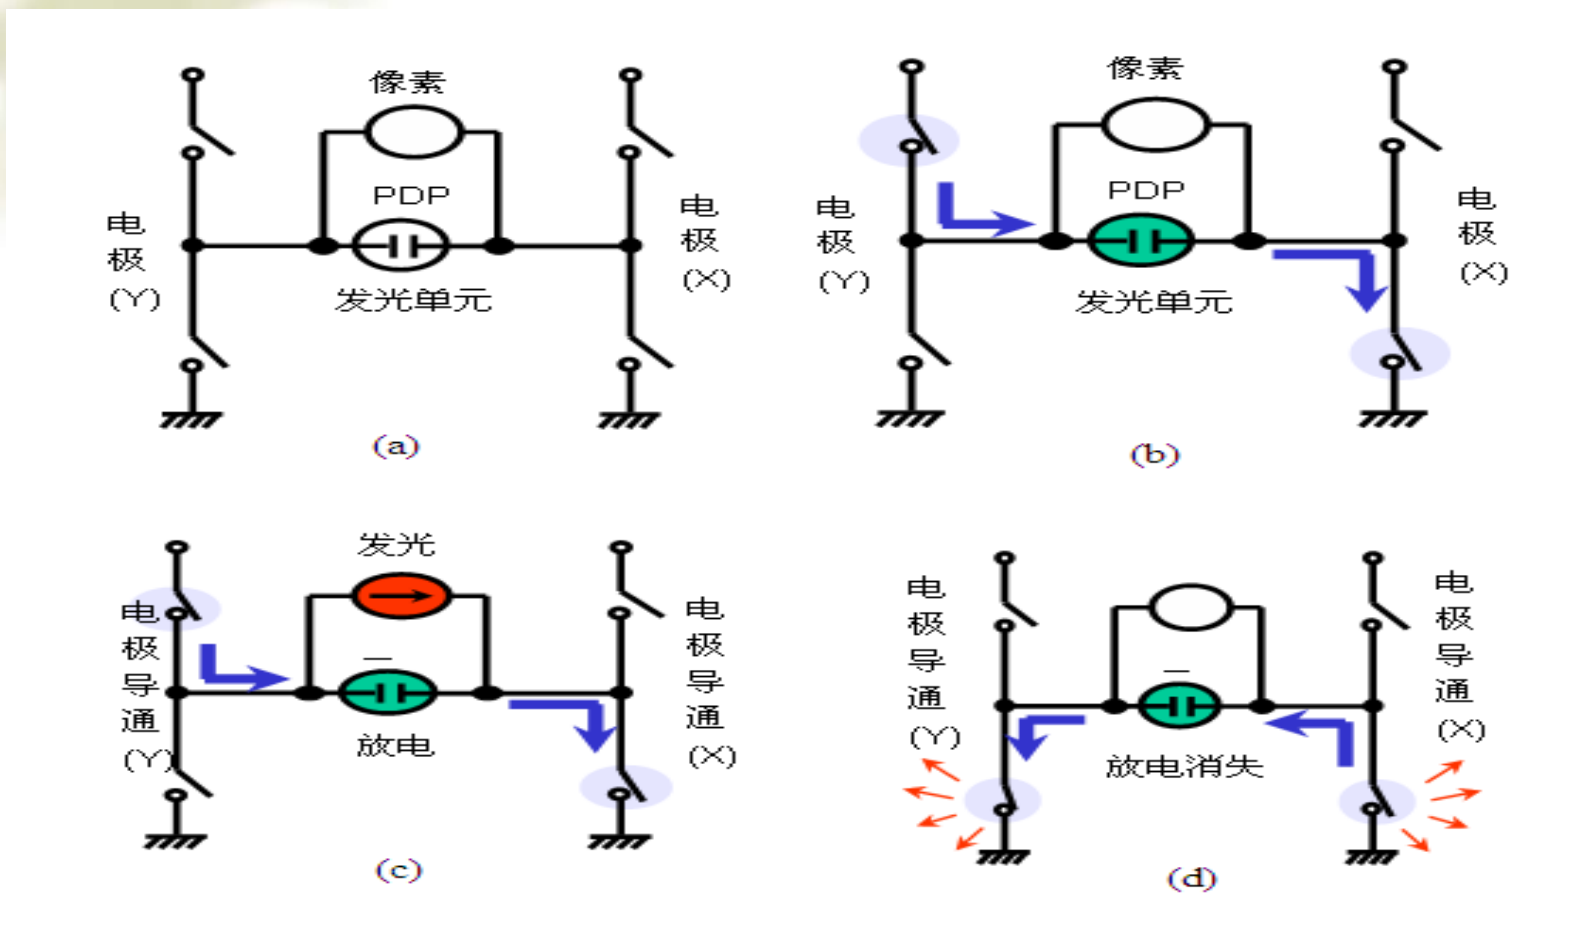 像素
PDP
发光单元
电极(Y)
电极(X)
(a)
像素
PDP
发光单元
电极(Y)
电极(X)
(b)
发光
放电
电极导通(Y)
电极导通(X)
(c)
放电消失
电极导通(Y)
电极导通(X)
(d)